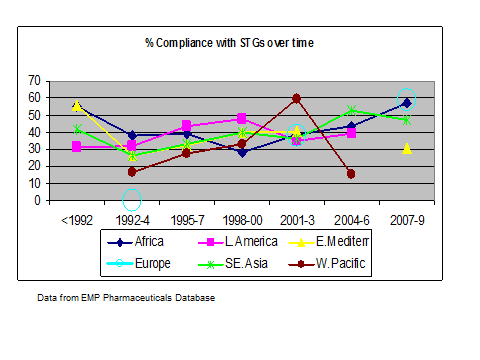 % Compliance with STGs over time
70
60
50
40
30
20
10
0
<1992 1992-4 1995-7 1998-00 2001-3 2004-6 2007-9
Africa L.America E.Mediterr
Europe SE.Asia W.Pacific
Data from EMP Pharmaceuticals Database